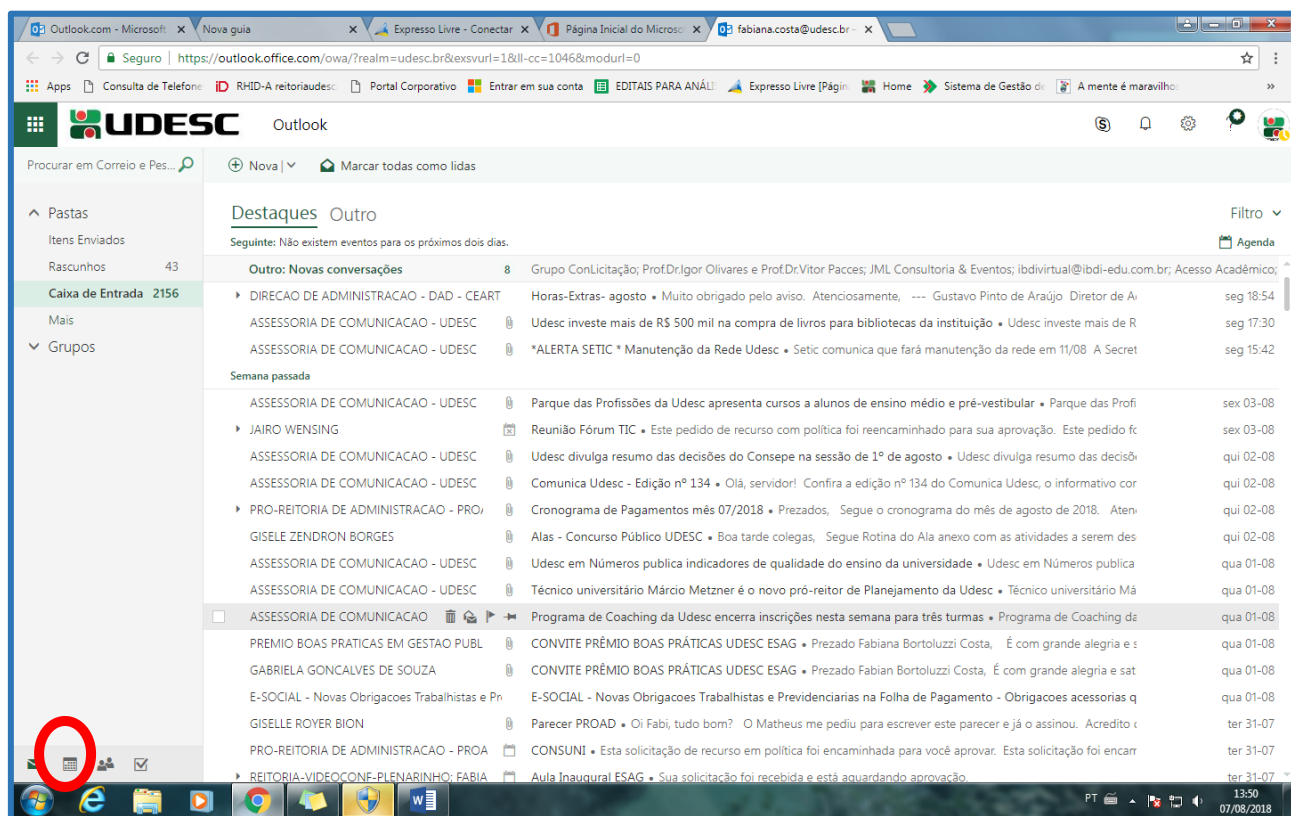 Outlook.com - Microsoft
Nova guia
Expresso Livre - Conectar
Página Inicial do Microso
fabiana.costa@udesc.br -
Seguro | https://outlook.office.com/owa/?realm=udesc.br&exsvurl=1&ll-cc=1046&modurl=0
Apps Consulta de Telefone RHID-A reitoriaudesc Portal Corporativo Entrar em sua conta EDITAIS PARA ANÁLI Expresso Livre [Págin Home Sistema de Gestão de A mente é maravilhos »
UDESC Outlook
Procurar em Correio e Pes... Nova | Marcar todas como lidas
Pastas
Itens Enviados
Rascunhos 43
Caixa de Entrada 2156
Mais
Grupos
Destaques Outro Filtro
Seguinte: Não existem eventos para os próximos dois dias. Agenda
Outro: Novas conversações 8 Grupo ConLicitação; Prof.Dr.Igor Olivares e Prof.Dr.Vitor Pacces; JML Consultoria & Eventos; ibdivirtual@ibdi-edu.com.br; Acesso Acadêmico;
DIRECAO DE ADMINISTRACAO - DAD - CEART Horas-Extras- agosto • Muito obrigado pelo aviso. Atenciosamente, --- Gustavo Pinto de Araújo Diretor de A seg 18:54
ASSESSORIA DE COMUNICACAO - UDESC Udesc investe mais de R$ 500 mil na compra de livros para bibliotecas da instituição • Udesc investe mais de R seg 17:30
ASSESSORIA DE COMUNICACAO - UDESC *ALERTA SETIC * Manutenção da Rede Udesc • Setic comunica que fará manutenção da rede em 11/08 A Secret seg 15:42
Semana passada
ASSESSORIA DE COMUNICACAO - UDESC Parque das Profissões da Udesc apresenta cursos a alunos de ensino médio e pré-vestibular • Parque das Profi sex 03-08
JAIRO WENSING Reunião Fórum TIC • Este pedido de recurso com política foi reencaminhado para sua aprovação. Este pedido fo sex 03-08
ASSESSORIA DE COMUNICACAO - UDESC Udesc divulga resumo das decisões do Consepe na sessão de 1º de agosto • Udesc divulga resumo das decisõ qui 02-08
ASSESSORIA DE COMUNICACAO - UDESC Comunica Udesc - Edição nº 134 • Olá, servidor! Confira a edição nº 134 do Comunica Udesc, o informativo cor qui 02-08
PRO-REITORIA DE ADMINISTRACAO - PRO Cronograma de Pagamentos mês 07/2018 • Prezados, Segue o cronograma do mês de agosto de 2018. Aten qui 02-08
GISELE ZENDRON BORGES Alas - Concurso Público UDESC • Boa tarde colegas, Segue Rotina do Ala anexo com as atividades a serem des qui 02-08
ASSESSORIA DE COMUNICACAO - UDESC Udesc em Números publica indicadores de qualidade do ensino da universidade • Udesc em Números publica qua 01-08
ASSESSORIA DE COMUNICACAO - UDESC Técnico universitário Márcio Metzner é o novo pró-reitor de Planejamento da Udesc • Técnico universitário Má qua 01-08
ASSESSORIA DE COMUNICACAO Programa de Coaching da Udesc encerra inscrições nesta semana para três turmas • Programa de Coaching da qua 01-08
PREMIO BOAS PRATICAS EM GESTAO PUBL CONVITE PRÊMIO BOAS PRÁTICAS UDESC ESAG • Prezado Fabiana Bortoluzzi Costa, É com grande alegria e s qua 01-08
GABRIELA GONCALVES DE SOUZA CONVITE PRÊMIO BOAS PRÁTICAS UDESC ESAG • Prezado Fabian Bortoluzzi Costa, É com grande alegria e sat qua 01-08
E-SOCIAL - Novas Obrigacoes Trabalhistas e Pr E-SOCIAL - Novas Obrigacoes Trabalhistas e Previdenciarias na Folha de Pagamento - Obrigacoes acessorias q qua 01-08
GISELLE ROYER BION Parecer PROAD • Oi Fabi, tudo bom? O Matheus me pediu para escrever este parecer e já o assinou. Acredito ter 31-07
PRO-REITORIA DE ADMINISTRACAO - PROA CONSUNI • Esta solicitação de recurso em política foi encaminhada para você aprovar. Esta solicitação foi encam ter 31-07
REITORIA-VIDEOCONF-PLENARINHO; FABIA Aula Inaugural ESAG • Sua solicitação foi recebida e está aguardando aprovação. ter 31-07
PT 13:50
07/08/2018